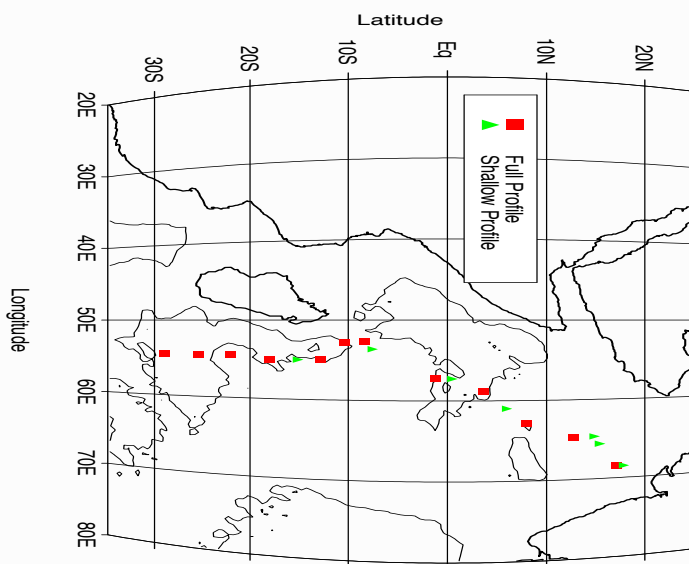 Latitude
30S
20S
10S
Eq
10N
20N
20E
30E
40E
50E
60E
70E
80E
Longitude
Full Profile
Shallow Profile